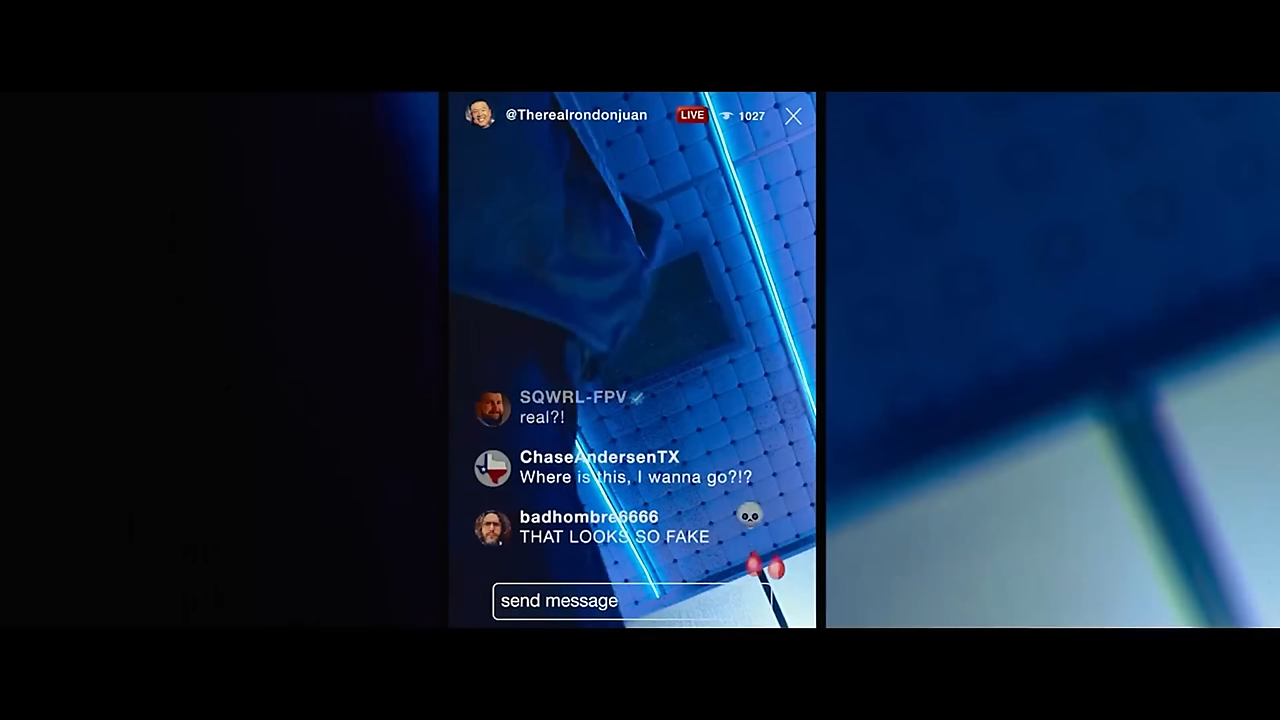 @Therealrondonjuan LIVE 1027
SQWRL-FPV
real?!
ChaseAndersenTX
Where is this, I wanna go?!?
badhombre6666
THAT LOOKS SO FAKE
send message